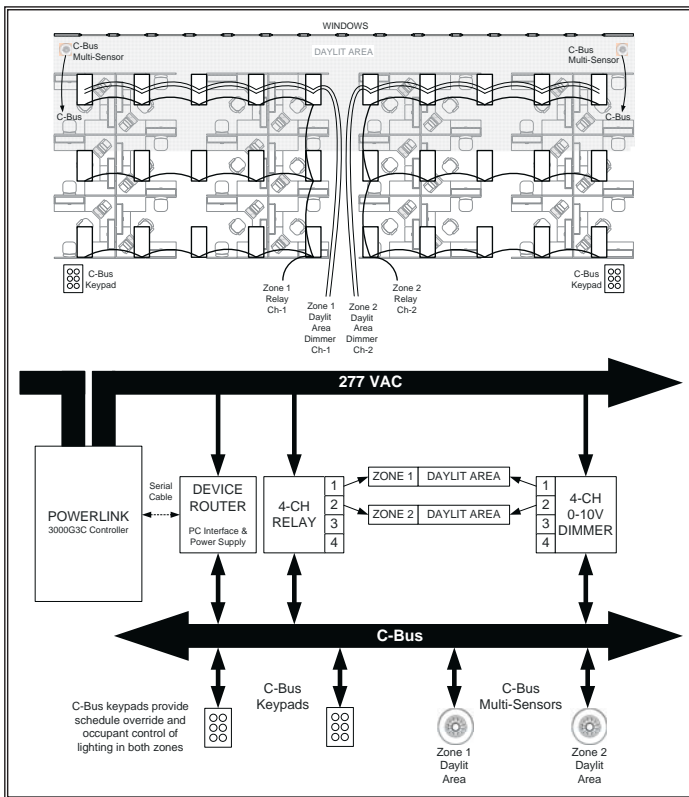 WINDOWS
DAYLIT AREA
C-Bus
Multi-Sensor
C-Bus
Multi-Sensor
C-Bus
C-Bus
C-Bus
Keypad
C-Bus
Keypad
Zone 1
Relay
Ch-1
Zone 1
Daylit
Area
Dimmer
Ch-1
Zone 2
Daylit
Area
Dimmer
Ch-2
Zone 2
Relay
Ch-2
277 VAC
POWERLINK
3000G3C Controller
Serial
Cable
DEVICE
ROUTER
PC Interface &
Power Supply
4-CH
RELAY
1
2
3
4
ZONE 1
DAYLIT AREA
ZONE 2
DAYLIT AREA
1
2
3
4
4-CH
0-10V
DIMMER
C-Bus
C-Bus keypads provide
schedule override and
occupant control of
lighting in both zones
C-Bus
Keypads
C-Bus
Multi-Sensors
Zone 1
Daylit
Area
Zone 2
Daylit
Area